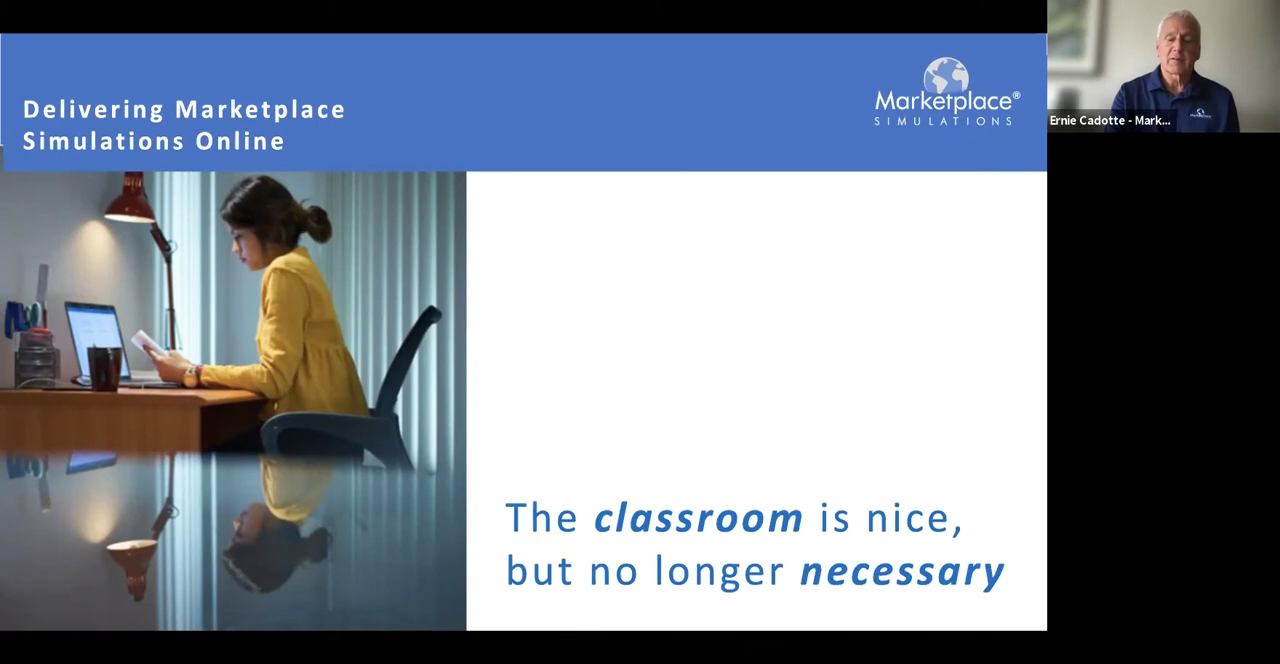 Delivering Marketplace
Simulations Online
Marketplace®
SIMULATIONS
Ernie Cadotte - Mark...
The classroom is nice,
but no longer necessary